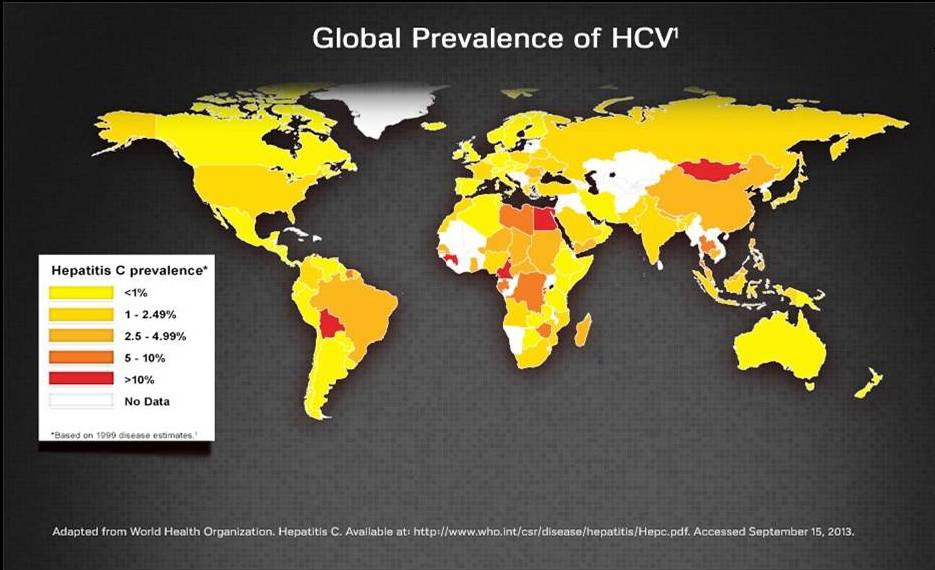 Global Prevalence of HCV¹
Hepatitis C prevalence*
<1%
1 - 2.49%
2.5 - 4.99%
5 - 10%
>10%
No Data
*Based on 1999 disease estimates.¹
Adapted from World Health Organization. Hepatitis C. Available at: http://www.who.int/csr/disease/hepatitis/Hepc.pdf. Accessed September 15, 2013.